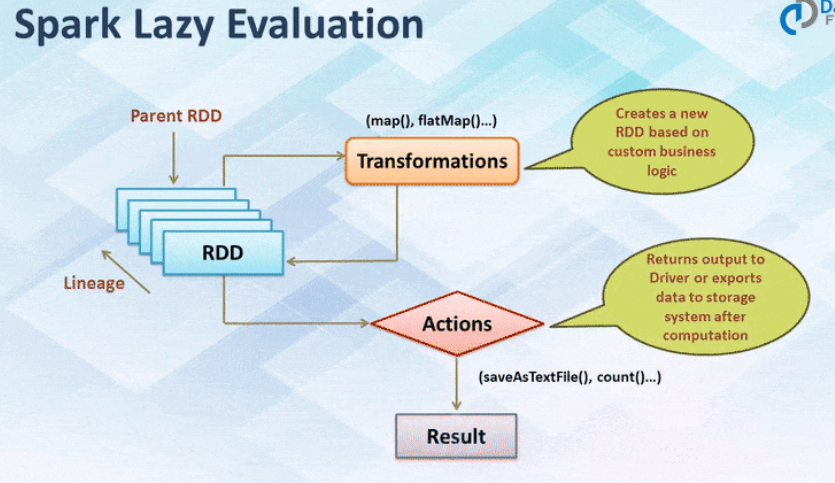 Spark Lazy Evaluation
Da
F
Parent RDD
(map(), flatMap()...)
Transformations
Creates a new
RDD based on
custom business
logic
RDD
Lineage
Returns output to
Driver or exports
data to storage
system after
computation
Actions
(saveAsTextFile(), count()...)
Result